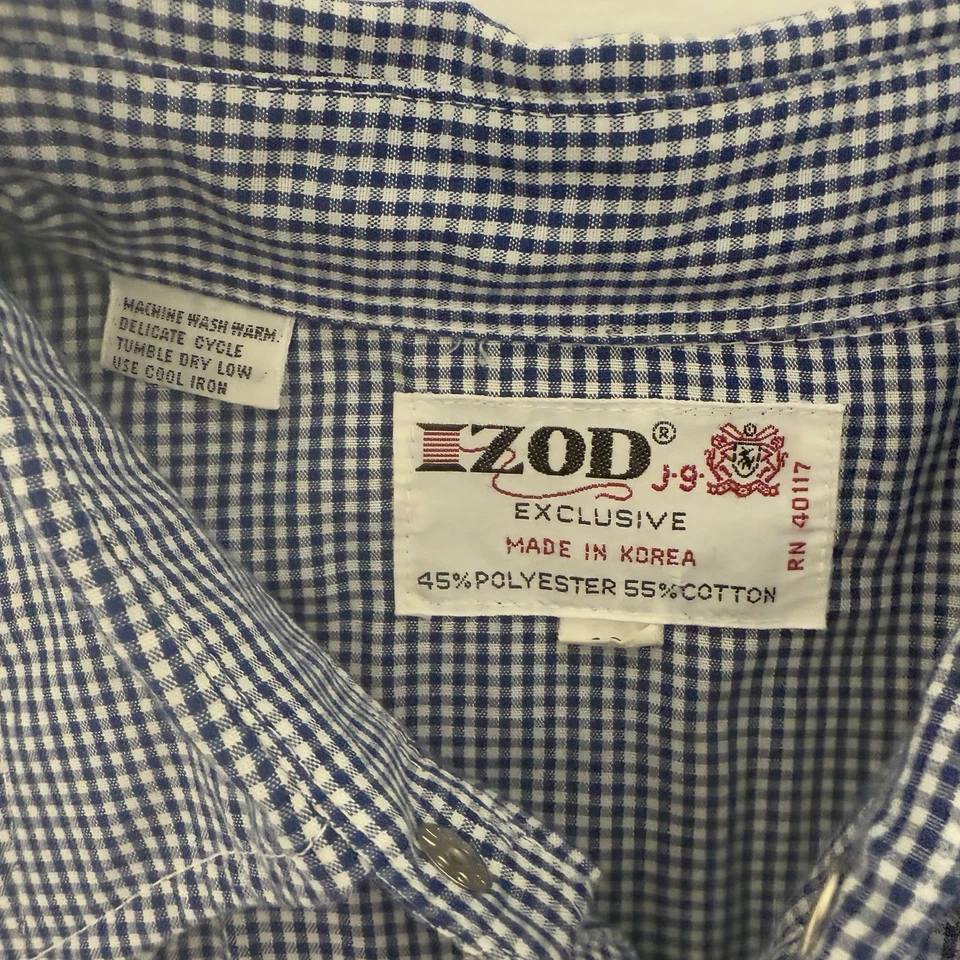 MACHINE WASH WARM.
DELICATE CYCLE
TUMBLE DRY LOW
USE COOL IRON
IZOD® j.g.
EXCLUSIVE
MADE IN KOREA
45% POLYESTER 55% COTTON
RN 40117